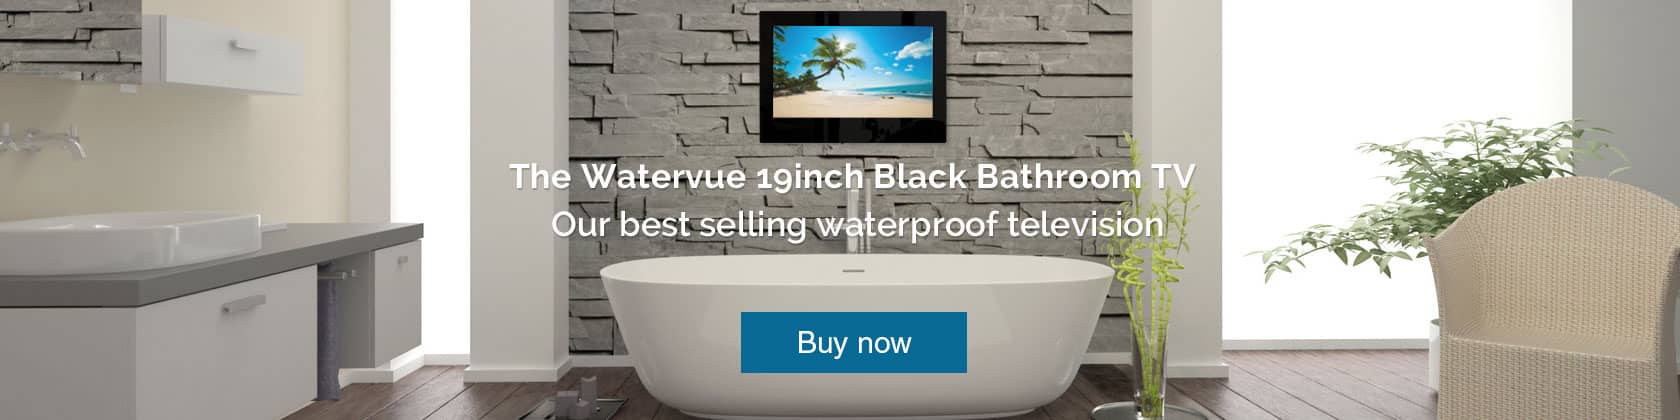 The Watervue 19inch Black Bathroom TV
Our best selling waterproof television
Buy now